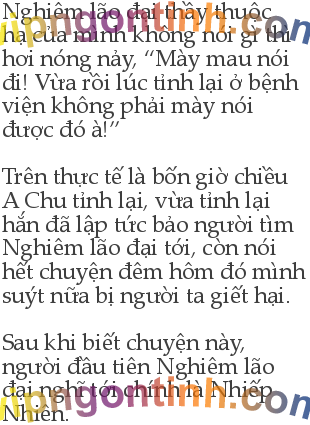 Nghiêm lão đại thấy thuộc
hạ của mình không nói gì thì
hơi nóng nảy, “Mày mau nói
đi! Vừa rồi lúc tỉnh lại ở bệnh
viện không phải mày nói
được đó à!”
Trên thực tế là bốn giờ chiều
A Chu tỉnh lại, vừa tỉnh lại
hắn đã lập tức bảo người tìm
Nghiêm lão đại tới, còn nói
hết chuyện đêm hôm đó mình
suýt nữa bị người ta giết hại.
Sau khi biết chuyện này,
người đầu tiên Nghiêm lão
đại nghĩ tới chính là Nhiếp
Nhiên.
vipngontinh.com
vipngontinh.com